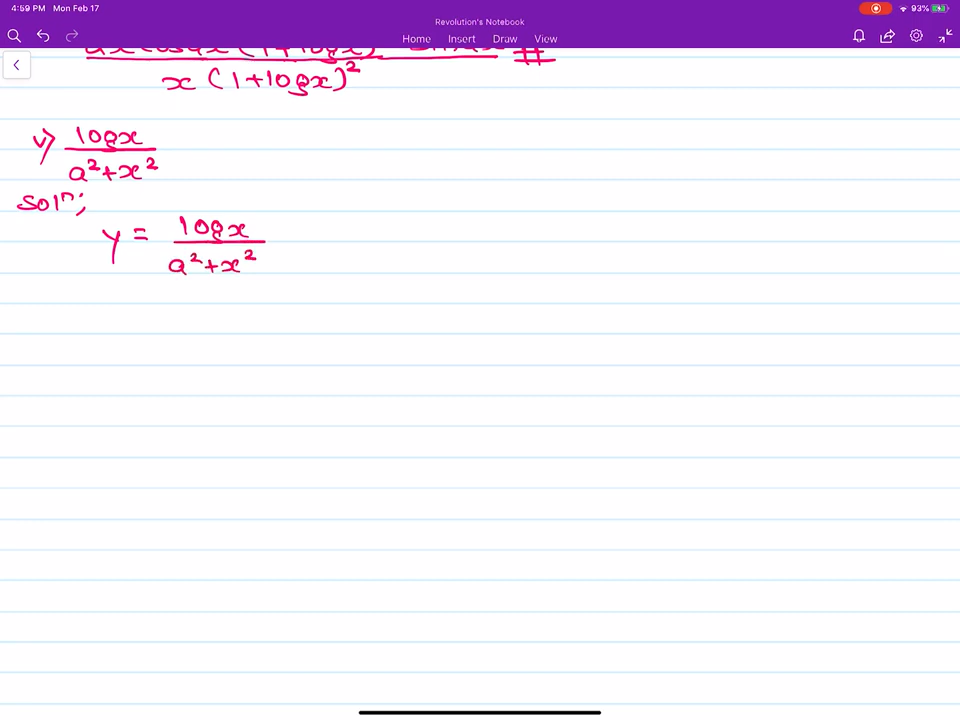 4:59 PM Mon Feb 17
93%
Revolution's Notebook
Home Insert Draw View
x (1+logx)²
v) logx
a²+x²
Solⁿ;
y = logx
a²+x²